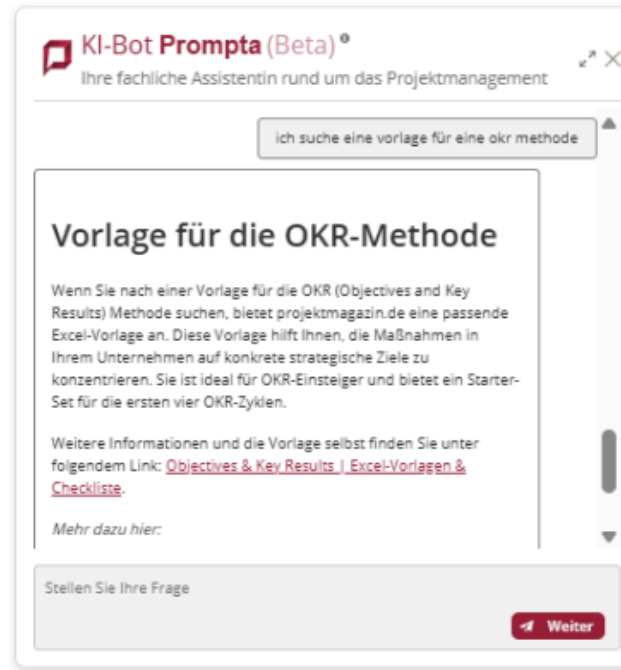 KI-Bot Prompta (Beta)
Ihre fachliche Assistentin rund um das Projektmanagement
ich suche eine vorlage für eine okr methode
Vorlage für die OKR-Methode
Wenn Sie nach einer Vorlage für die OKR (Objectives and Key
Results) Methode suchen, bietet projektmagazin.de eine passende
Excel-Vorlage an. Diese Vorlage hilft Ihnen, die Maßnahmen in
Ihrem Unternehmen auf konkrete strategische Ziele zu
konzentrieren. Sie ist ideal für OKR-Einsteiger und bietet ein Starter-
Set für die ersten vier OKR-Zyklen.
Weitere Informationen und die Vorlage selbst finden Sie unter
folgendem Link: Objectives & Key Results | Excel-Vorlagen &
Checkliste.
Mehr dazu hier:
Stellen Sie Ihre Frage
Weiter